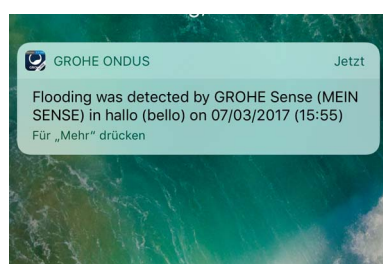 GROHE ONDUS
Jetzt
Flooding was detected by GROHE Sense (MEIN
SENSE) in hallo (bello) on 07/03/2017 (15:55)
Für „Mehr“ drücken